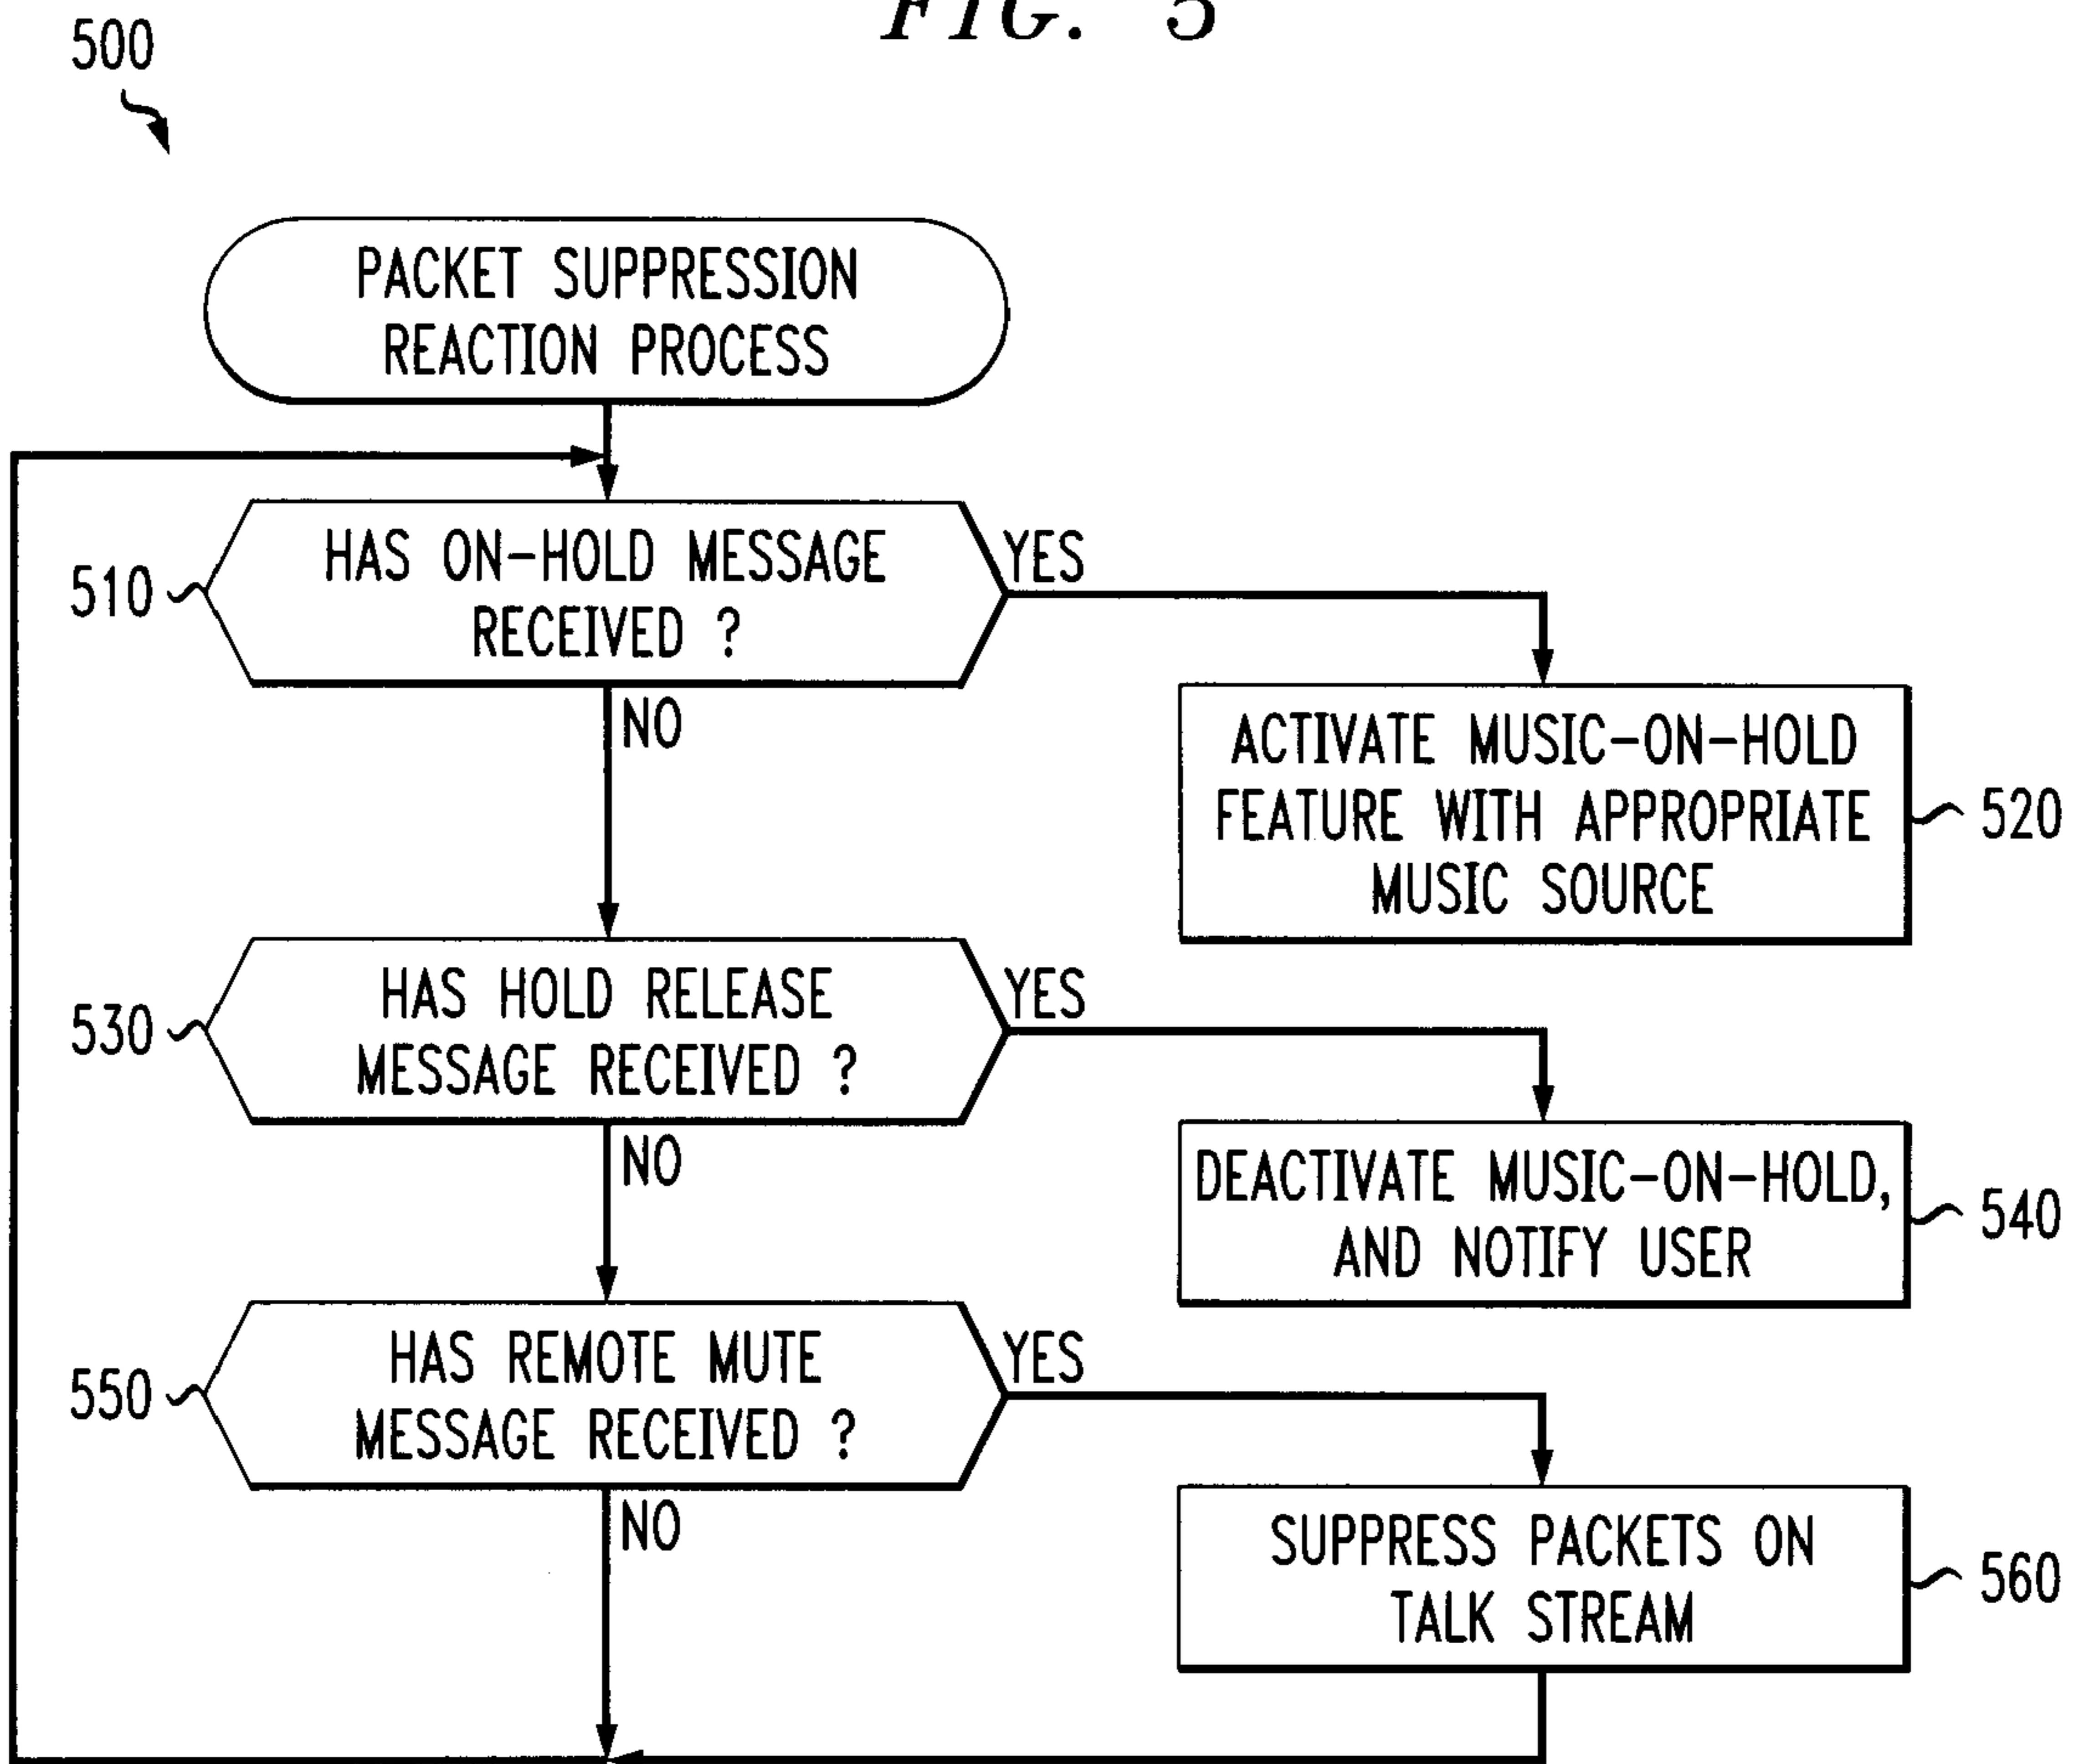 FIG. 5
500
PACKET SUPPRESSION
REACTION PROCESS
510
HAS ON-HOLD MESSAGE
RECEIVED ?
YES
NO
ACTIVATE MUSIC-ON-HOLD
FEATURE WITH APPROPRIATE
MUSIC SOURCE
520
530
HAS HOLD RELEASE
MESSAGE RECEIVED ?
YES
NO
DEACTIVATE MUSIC-ON-HOLD,
AND NOTIFY USER
540
550
HAS REMOTE MUTE
MESSAGE RECEIVED ?
YES
NO
SUPPRESS PACKETS ON
TALK STREAM
560